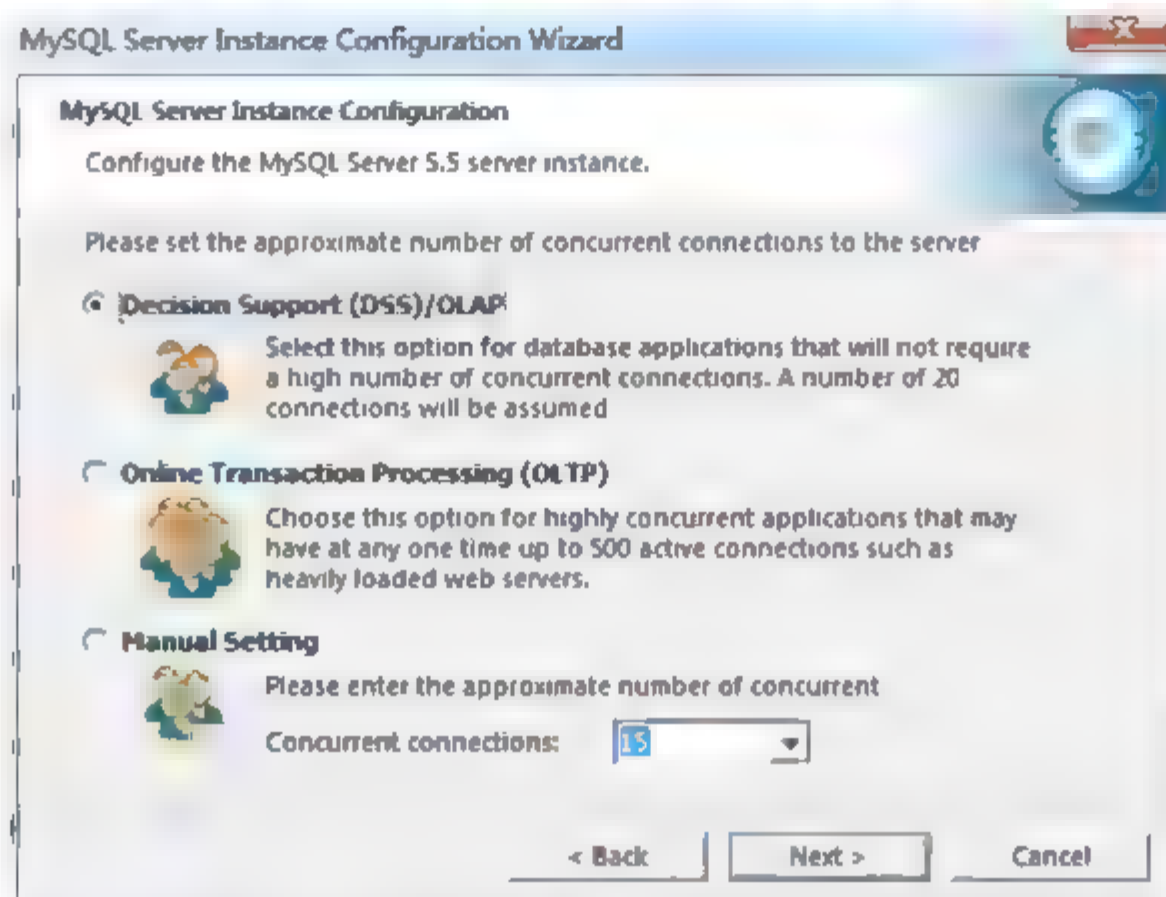 MySQL Server Instance Configuration Wizard
MySQL Server Instance Configuration
Configure the MySQL Server 5.5 server instance.
Please set the approximate number of concurrent connections to the server
Decision Support (DSS)/OLAP
Select this option for database applications that will not require
a high number of concurrent connections. A number of 20
connections will be assumed
Online Transaction Processing (OLTP)
Choose this option for highly concurrent applications that may
have at any one time up to 500 active connections such as
heavily loaded web servers.
Manual Setting
Please enter the approximate number of concurrent
Concurrent connections: 15
< Back Next > Cancel